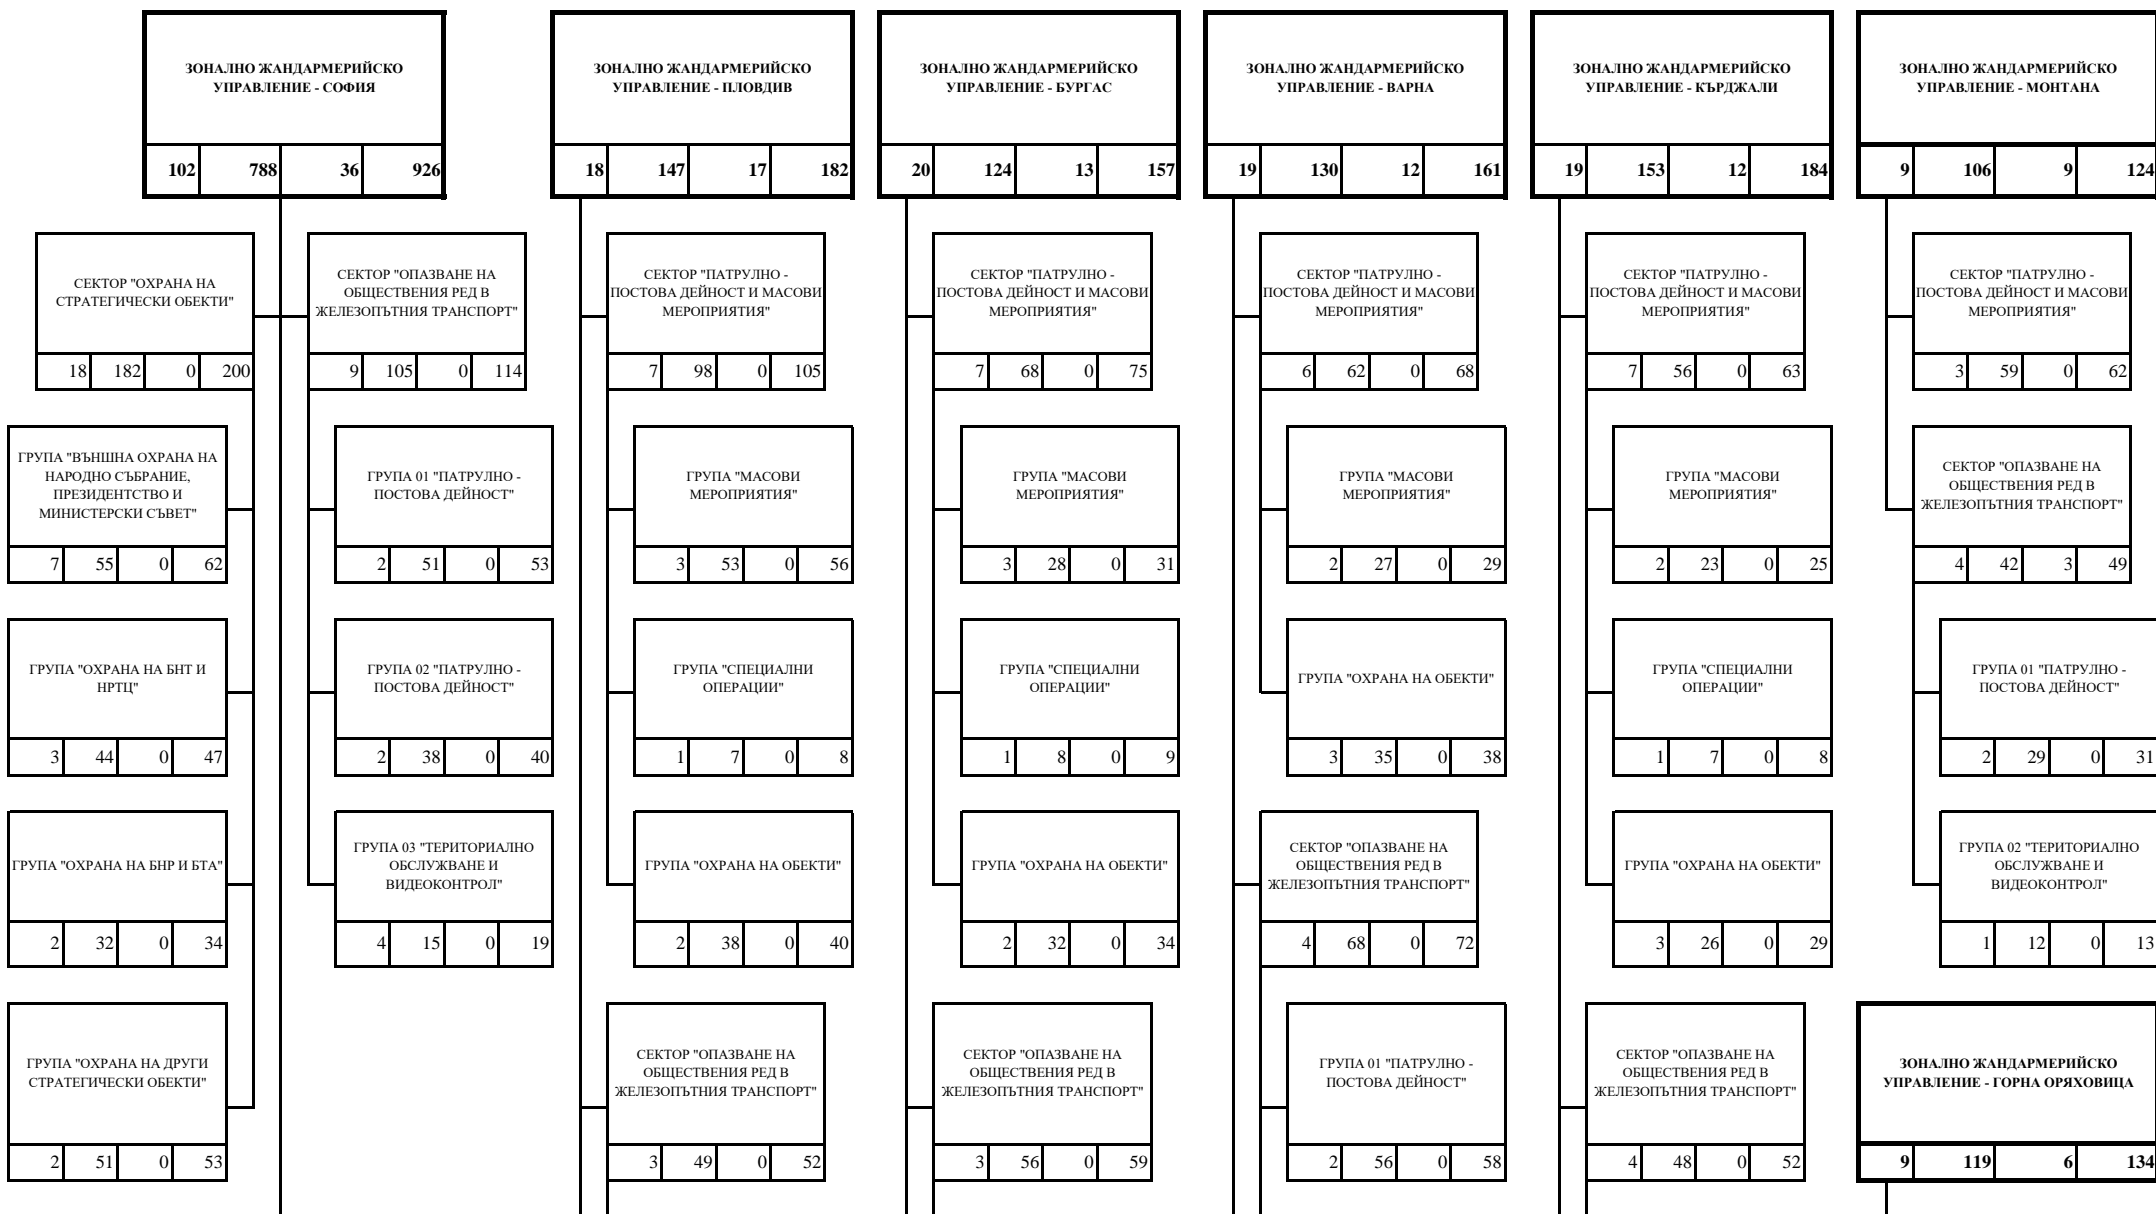 ЗОНАЛНО ЖАНДАРМЕРИЙСКО
УПРАВЛЕНИЕ - СОФИЯ
102 788 36 926
СЕКТОР "ОХРАНА НА
СТРАТЕГИЧЕСКИ ОБЕКТИ"
18 182 0 200
ГРУПА "ВЪНШНА ОХРАНА НА
НАРОДНО СЪБРАНИЕ,
ПРЕЗИДЕНТСТВО И
МИНИСТЕРСКИ СЪВЕТ"
7 55 0 62
ГРУПА "ОХРАНА НА БНТ И
НРТЦ"
3 44 0 47
ГРУПА "ОХРАНА НА БНР И БТА"
2 32 0 34
ГРУПА "ОХРАНА НА ДРУГИ
СТРАТЕГИЧЕСКИ ОБЕКТИ"
2 51 0 53
СЕКТОР "ОПАЗВАНЕ НА
ОБЩЕСТВЕНИЯ РЕД В
ЖЕЛЕЗОПЪТНИЯ ТРАНСПОРТ"
9 105 0 114
ГРУПА 01 "ПАТРУЛНО -
ПОСТОВА ДЕЙНОСТ"
2 51 0 53
ГРУПА 02 "ПАТРУЛНО -
ПОСТОВА ДЕЙНОСТ"
2 38 0 40
ГРУПА 03 "ТЕРИТОРИАЛНО
ОБСЛУЖВАНЕ И
ВИДЕОКОНТРОЛ"
4 15 0 19
ЗОНАЛНО ЖАНДАРМЕРИЙСКО
УПРАВЛЕНИЕ - ПЛОВДИВ
18 147 17 182
СЕКТОР "ПАТРУЛНО -
ПОСТОВА ДЕЙНОСТ И МАСОВИ
МЕРОПРИЯТИЯ"
7 98 0 105
ГРУПА "МАСОВИ
МЕРОПРИЯТИЯ"
3 53 0 56
ГРУПА "СПЕЦИАЛНИ
ОПЕРАЦИИ"
1 7 0 8
ГРУПА "ОХРАНА НА ОБЕКТИ"
2 38 0 40
СЕКТОР "ОПАЗВАНЕ НА
ОБЩЕСТВЕНИЯ РЕД В
ЖЕЛЕЗОПЪТНИЯ ТРАНСПОРТ"
3 49 0 52
ЗОНАЛНО ЖАНДАРМЕРИЙСКО
УПРАВЛЕНИЕ - БУРГАС
20 124 13 157
СЕКТОР "ПАТРУЛНО -
ПОСТОВА ДЕЙНОСТ И МАСОВИ
МЕРОПРИЯТИЯ"
7 68 0 75
ГРУПА "МАСОВИ
МЕРОПРИЯТИЯ"
3 28 0 31
ГРУПА "СПЕЦИАЛНИ
ОПЕРАЦИИ"
1 8 0 9
ГРУПА "ОХРАНА НА ОБЕКТИ"
2 32 0 34
СЕКТОР "ОПАЗВАНЕ НА
ОБЩЕСТВЕНИЯ РЕД В
ЖЕЛЕЗОПЪТНИЯ ТРАНСПОРТ"
3 56 0 59
ЗОНАЛНО ЖАНДАРМЕРИЙСКО
УПРАВЛЕНИЕ - ВАРНА
19 130 12 161
СЕКТОР "ПАТРУЛНО -
ПОСТОВА ДЕЙНОСТ И МАСОВИ
МЕРОПРИЯТИЯ"
6 62 0 68
ГРУПА "МАСОВИ
МЕРОПРИЯТИЯ"
2 27 0 29
ГРУПА "ОХРАНА НА ОБЕКТИ"
3 35 0 38
СЕКТОР "ОПАЗВАНЕ НА
ОБЩЕСТВЕНИЯ РЕД В
ЖЕЛЕЗОПЪТНИЯ ТРАНСПОРТ"
4 68 0 72
ГРУПА 01 "ПАТРУЛНО -
ПОСТОВА ДЕЙНОСТ"
2 56 0 58
ЗОНАЛНО ЖАНДАРМЕРИЙСКО
УПРАВЛЕНИЕ - КЪРДЖАЛИ
19 153 12 184
СЕКТОР "ПАТРУЛНО -
ПОСТОВА ДЕЙНОСТ И МАСОВИ
МЕРОПРИЯТИЯ"
7 56 0 63
ГРУПА "МАСОВИ
МЕРОПРИЯТИЯ"
2 23 0 25
ГРУПА "СПЕЦИАЛНИ
ОПЕРАЦИИ"
1 7 0 8
ГРУПА "ОХРАНА НА ОБЕКТИ"
3 26 0 29
СЕКТОР "ОПАЗВАНЕ НА
ОБЩЕСТВЕНИЯ РЕД В
ЖЕЛЕЗОПЪТНИЯ ТРАНСПОРТ"
4 48 0 52
ЗОНАЛНО ЖАНДАРМЕРИЙСКО
УПРАВЛЕНИЕ - МОНТАНА
9 106 9 124
СЕКТОР "ПАТРУЛНО -
ПОСТОВА ДЕЙНОСТ И МАСОВИ
МЕРОПРИЯТИЯ"
3 59 0 62
СЕКТОР "ОПАЗВАНЕ НА
ОБЩЕСТВЕНИЯ РЕД В
ЖЕЛЕЗОПЪТНИЯ ТРАНСПОРТ"
4 42 3 49
ГРУПА 01 "ПАТРУЛНО -
ПОСТОВА ДЕЙНОСТ"
2 29 0 31
ГРУПА 02 "ТЕРИТОРИАЛНО
ОБСЛУЖВАНЕ И
ВИДЕОКОНТРОЛ"
1 12 0 13
ЗОНАЛНО ЖАНДАРМЕРИЙСКО
УПРАВЛЕНИЕ - ГОРНА ОРЯХОВИЦА
9 119 6 134